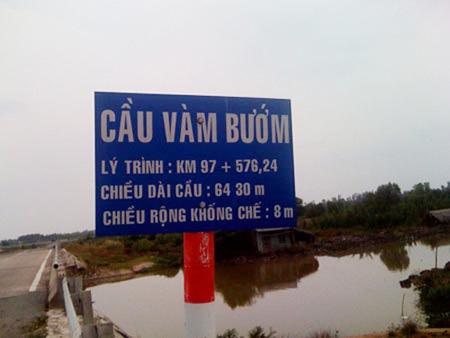 CẦU VÀM BƯỚM
LÝ TRÌNH : KM 97 + 576,24
CHIỀU DÀI CẦU : 64 30 m
CHIỀU RỘNG KHỐNG CHẾ : 8 m